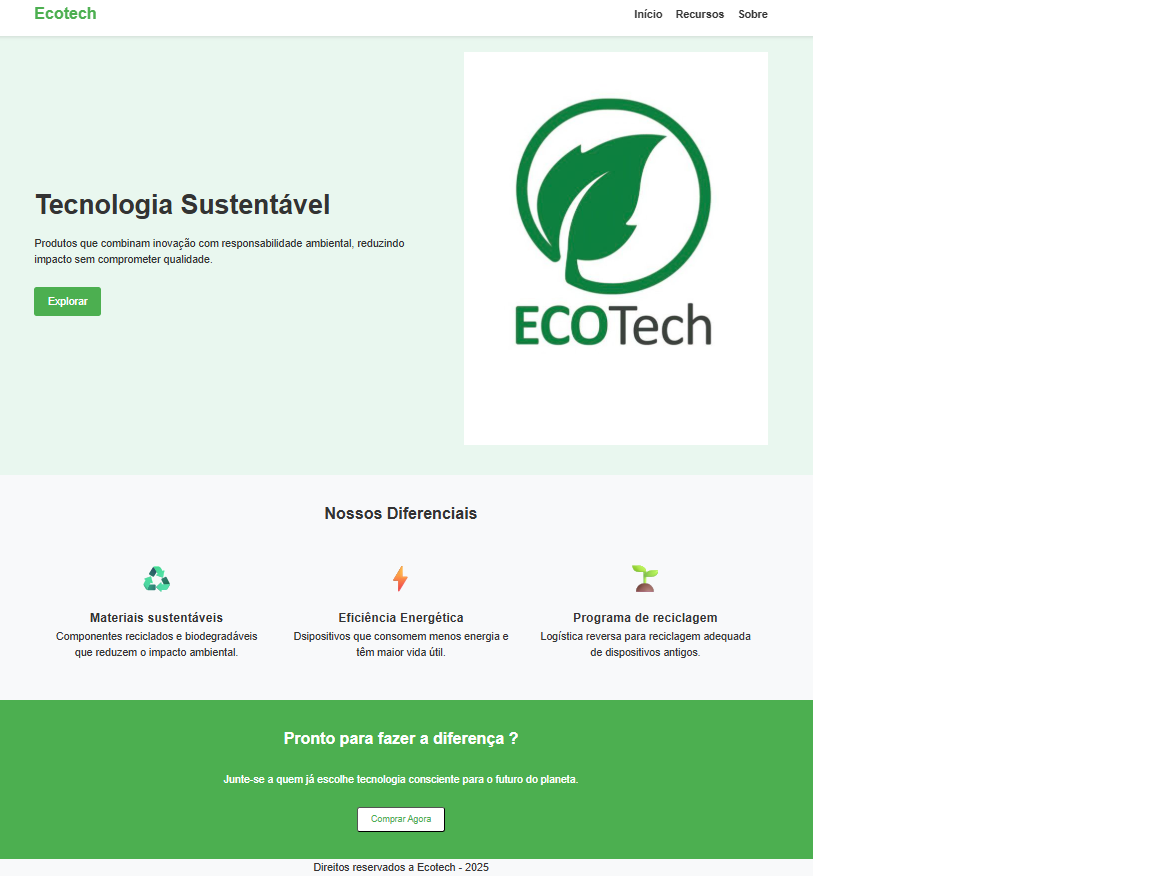 Ecotech
Início Recursos Sobre
ECOTech
Tecnologia Sustentável
Produtos que combinam inovação com responsabilidade ambiental, reduzindo
impacto sem comprometer qualidade.
Explorar
Nossos Diferenciais
Materiais sustentáveis
Componentes reciclados e biodegradáveis
que reduzem o impacto ambiental.
Eficiência Energética
Dsipositivos que consomem menos energia e
têm maior vida útil.
Programa de reciclagem
Logística reversa para reciclagem adequada
de dispositivos antigos.
Pronto para fazer a diferença ?
Junte-se a quem já escolhe tecnologia consciente para o futuro do planeta.
Comprar Agora
Direitos reservados a Ecotech - 2025